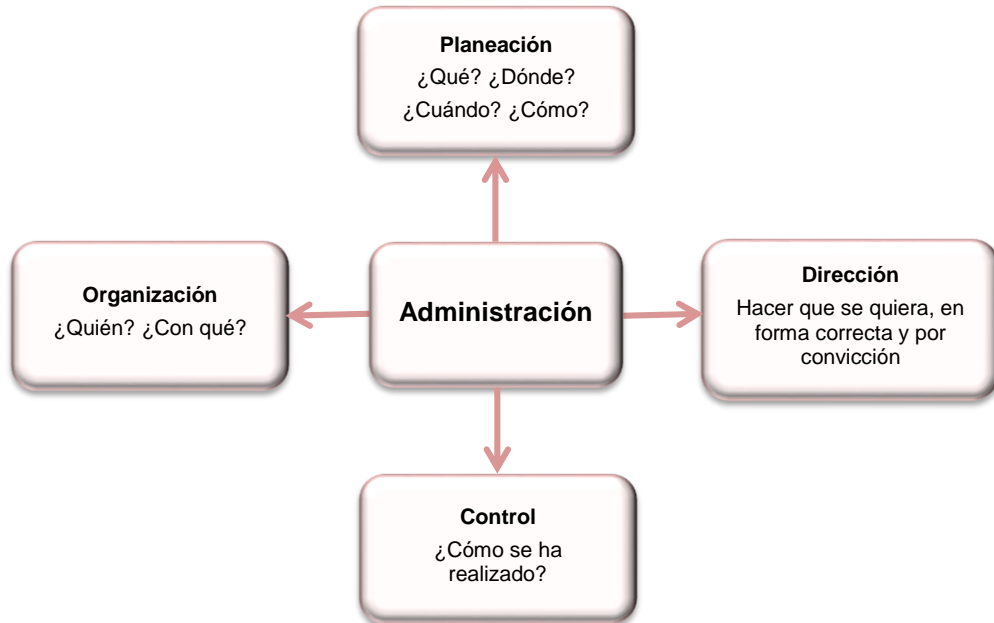 Planeación
¿Qué? ¿Dónde?
¿Cuándo? ¿Cómo?
Organización
¿Quién? ¿Con qué?
Administración
Dirección
Hacer que se quiera, en
forma correcta y por
convicción
Control
¿Cómo se ha
realizado?